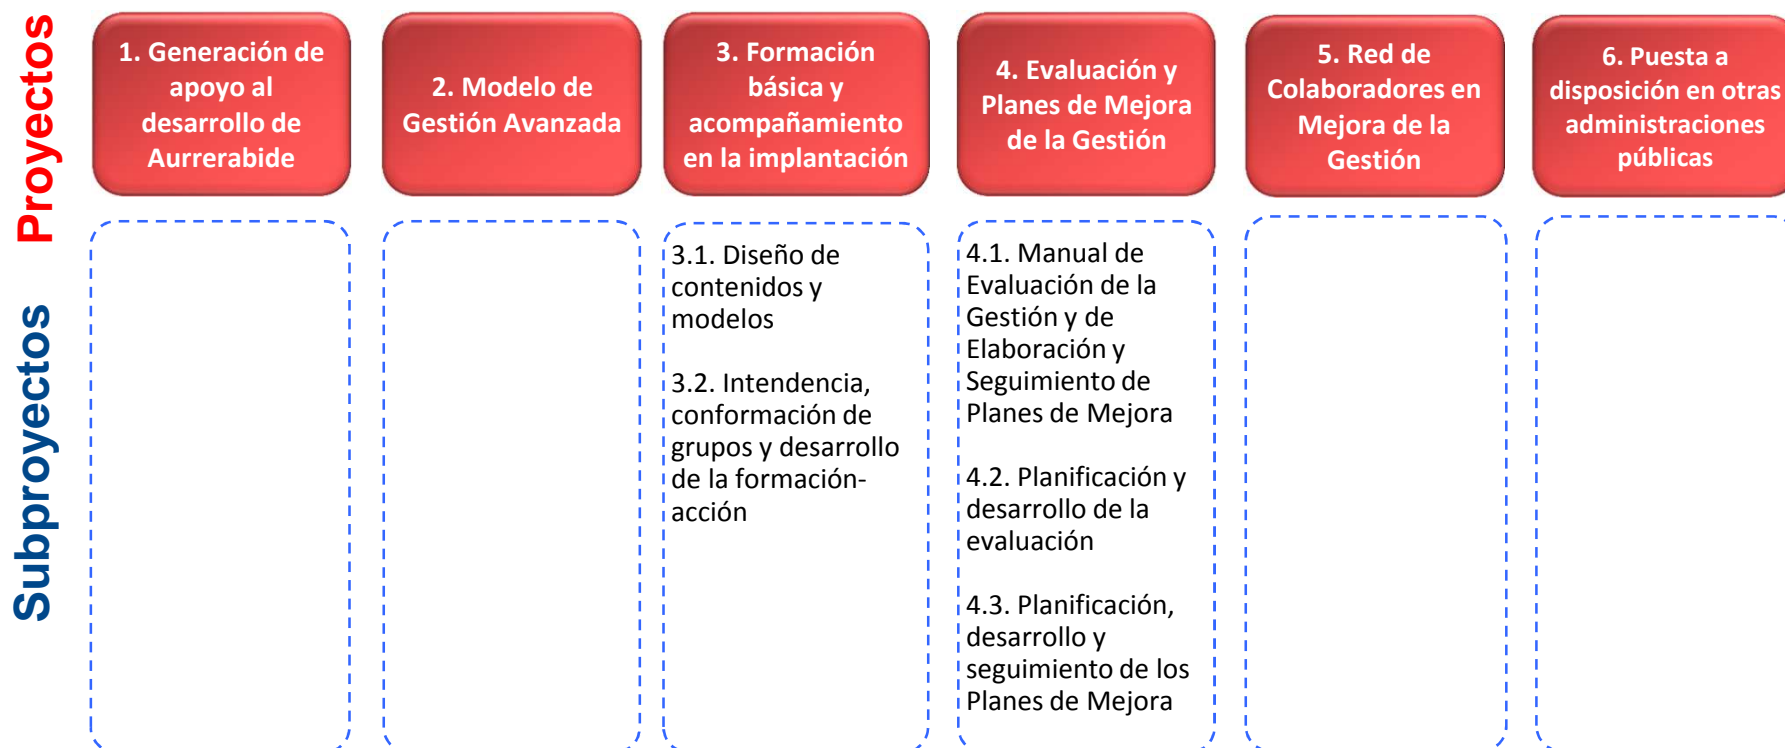 Proyectos
1. Generación de
apoyo al
desarrollo de
Aurrerabide
2. Modelo de
Gestión Avanzada
3. Formación
básica y
acompañamiento
en la implantación
4. Evaluación y
Planes de Mejora
de la Gestión
5. Red de
Colaboradores en
Mejora de la
Gestión
6. Puesta a
disposición en otras
administraciones
públicas
Subproyectos
3.1. Diseño de
contenidos y
modelos
3.2. Intendencia,
conformación de
grupos y desarrollo
de la formación-
acción
4.1. Manual de
Evaluación de la
Gestión y de
Elaboración y
Seguimiento de
Planes de Mejora
4.2. Planificación y
desarrollo de la
evaluación
4.3. Planificación,
desarrollo y
seguimiento de los
Planes de Mejora